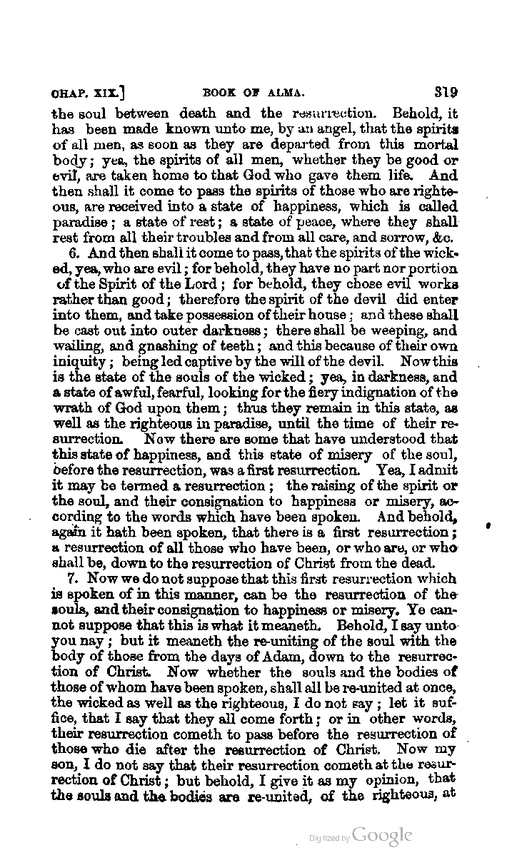 CHAP. XIX.] BOOK OF ALMA. 319
the soul between death and the resurrection. Behold, it
has been made known unto me, by an angel, that the spirits
of all men, as soon as they are departed from this mortal
body; yea, the spirits of all men, whether they be good or
evil, are taken home to that God who gave them life. And
then shall it come to pass the spirits of those who are righte-
ous, are received into a state of happiness, which is called
paradise; a state of rest; a state of peace, where they shall
rest from all their troubles and from all care, and sorrow, &c.
6. And then shall it come to pass, that the spirits of the wick-
ed, yea, who are evil; for behold, they have no part nor portion
of the Spirit of the Lord; for behold, they chose evil works
rather than good; therefore the spirit of the devil did enter
into them, and take possession of their house; and these shall
be cast out into outer darkness; there shall be weeping, and
wailing, and gnashing of teeth; and this because of their own
iniquity; being led captive by the will of the devil. Now this
is the state of the souls of the wicked; yea, in darkness, and
a state of awful, fearful, looking for the fiery indignation of the
wrath of God upon them; thus they remain in this state, as
well as the righteous in paradise, until the time of their re-
surrection. Now there are some that have understood that
this state of happiness, and this state of misery of the soul,
before the resurrection, was a first resurrection. Yea, I admit
it may be termed a resurrection; the raising of the spirit or
the soul, and their consignation to happiness or misery, ac-
cording to the words which have been spoken. And behold,
again it hath been spoken, that there is a first resurrection;
a resurrection of all those who have been, or who are, or who
shall be, down to the resurrection of Christ from the dead.
7. Now we do not suppose that this first resurrection which
is spoken of in this manner, can be the resurrection of the
souls, and their consignation to happiness or misery. Ye can-
not suppose that this is what it meaneth. Behold, I say unto
you nay; but it meaneth the re-uniting of the soul with the
body of those from the days of Adam, down to the resurrec-
tion of Christ. Now whether the souls and the bodies of
those of whom have been spoken, shall all be re-united at once,
the wicked as well as the righteous, I do not say; let it suf-
fice, that I say that they all come forth; or in other words,
their resurrection cometh to pass before the resurrection of
those who die after the resurrection of Christ. Now my
son, I do not say that their resurrection cometh at the resur-
rection of Christ; but behold, I give it as my opinion, that
the souls and the bodies are re-united, of the righteous, at
Digitized by Google